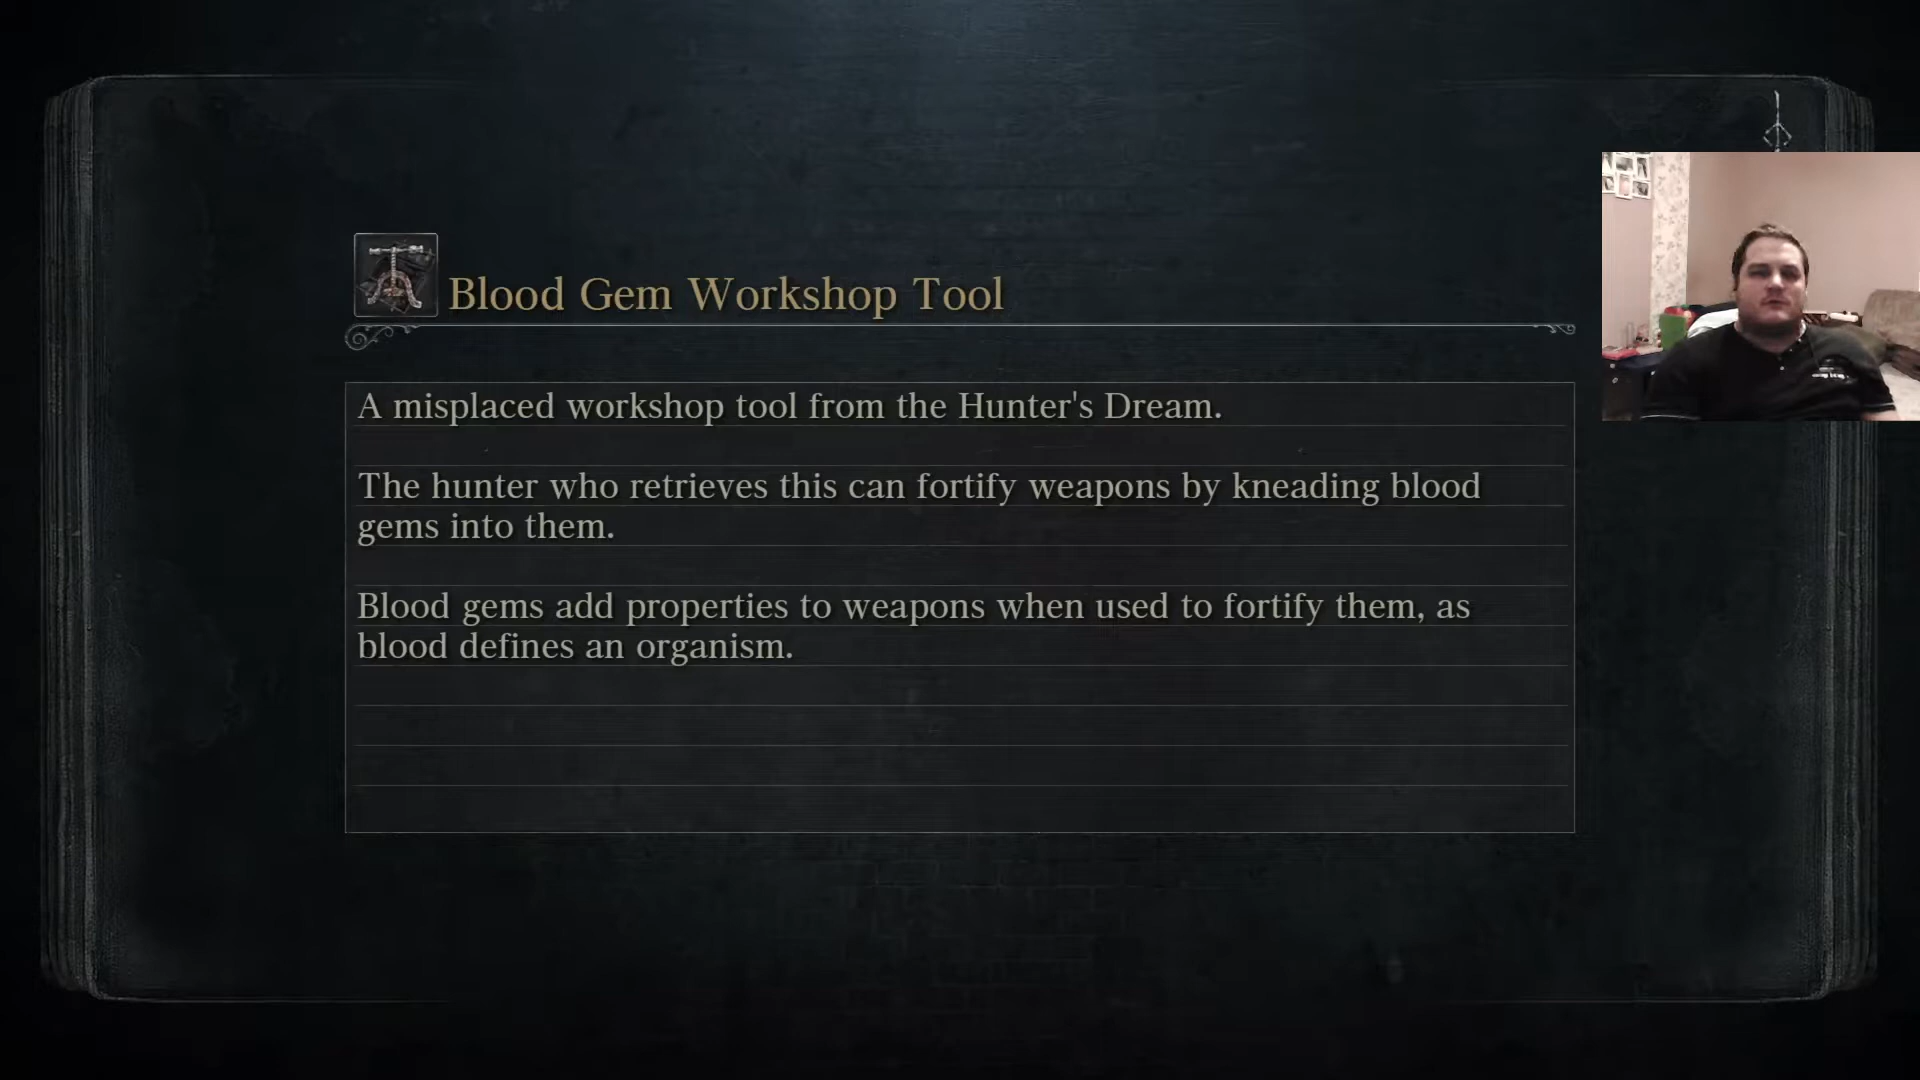 Blood Gem Workshop Tool
A misplaced workshop tool from the Hunter's Dream.
The hunter who retrieves this can fortify weapons by kneading blood
gems into them.
Blood gems add properties to weapons when used to fortify them, as
blood defines an organism.